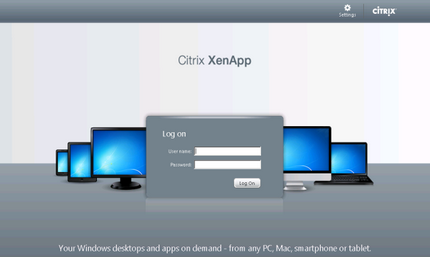 Settings
CITRIX
Citrix XenApp
Log on
User name:
Password:
Log On
Your Windows desktops and apps on demand - from any PC, Mac, smartphone or tablet.